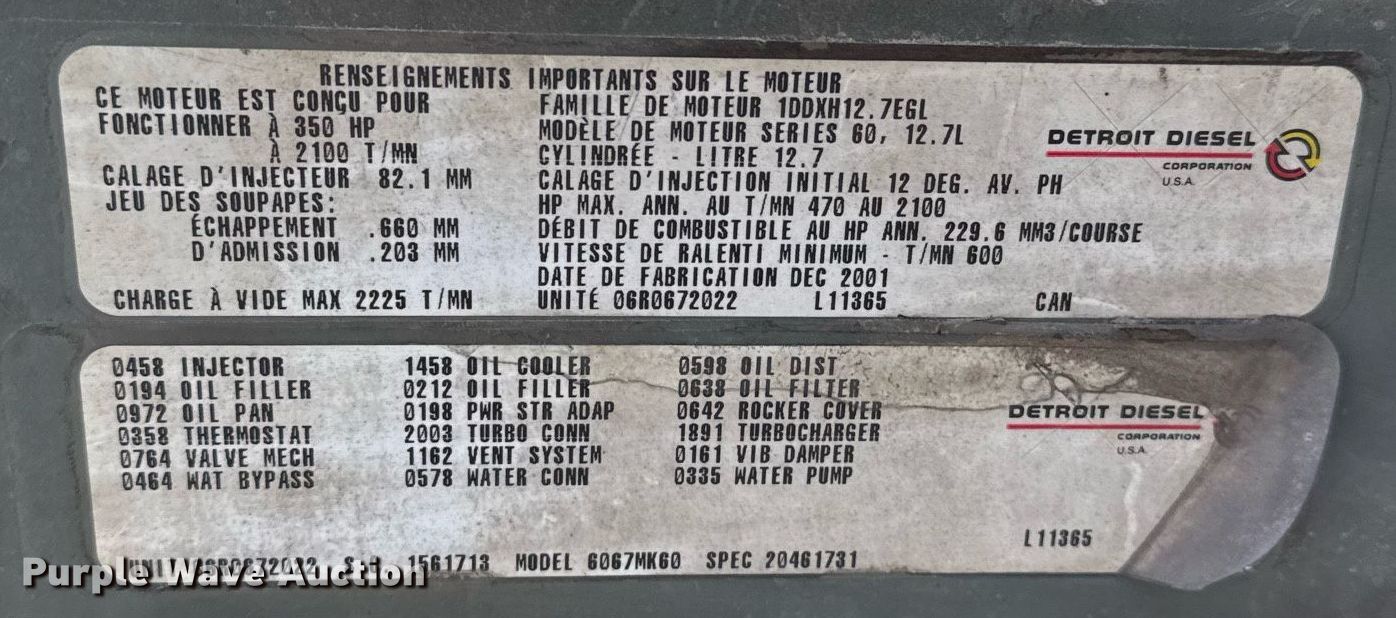 RENSEIGNEMENTS IMPORTANTS SUR LE MOTEUR
CE MOTEUR EST CONÇU POUR
FONCTIONNER À 350 HP
À 2100 T/MN
CALAGE D'INJECTEUR 82.1 MM
JEU DES SOUPAPES:
ÉCHAPPEMENT .660 MM
D'ADMISSION .203 MM
CHARGE À VIDE MAX 2225 T/MN
FAMILLE DE MOTEUR 1DDXH12.7EGL
MODÈLE DE MOTEUR SERIES 60, 12.7L
CYLINDRÉE - LITRE 12.7
CALAGE D'INJECTION INITIAL 12 DEG. AV. PH
HP MAX. ANN. AU T/MN 470 AU 2100
DÉBIT DE COMBUSTIBLE AU HP ANN. 229.6 MM3/COURSE
VITESSE DE RALENTI MINIMUM - T/MN 600
DATE DE FABRICATION DEC 2001
UNITÉ 06R0672022 L11365 CAN
DETROIT DIESEL
CORPORATION
U.S.A.
0458 INJECTOR 1458 OIL COOLER 0598 OIL DIST
0194 OIL FILLER 0212 OIL FILLER 0638 OIL FILTER
0972 OIL PAN 0198 PWR STR ADAP 0642 ROCKER COVER
0358 THERMOSTAT 2003 TURBO CONN 1891 TURBOCHARGER
0764 VALVE MECH 1162 VENT SYSTEM 0161 VIB DAMPER
0464 WAT BYPASS 0578 WATER CONN 0335 WATER PUMP
DETROIT DIESEL
CORPORATION
U.S.A.
L11365
1561713 MODEL 6067MK60 SPEC 20461731
Purple Wave Auction